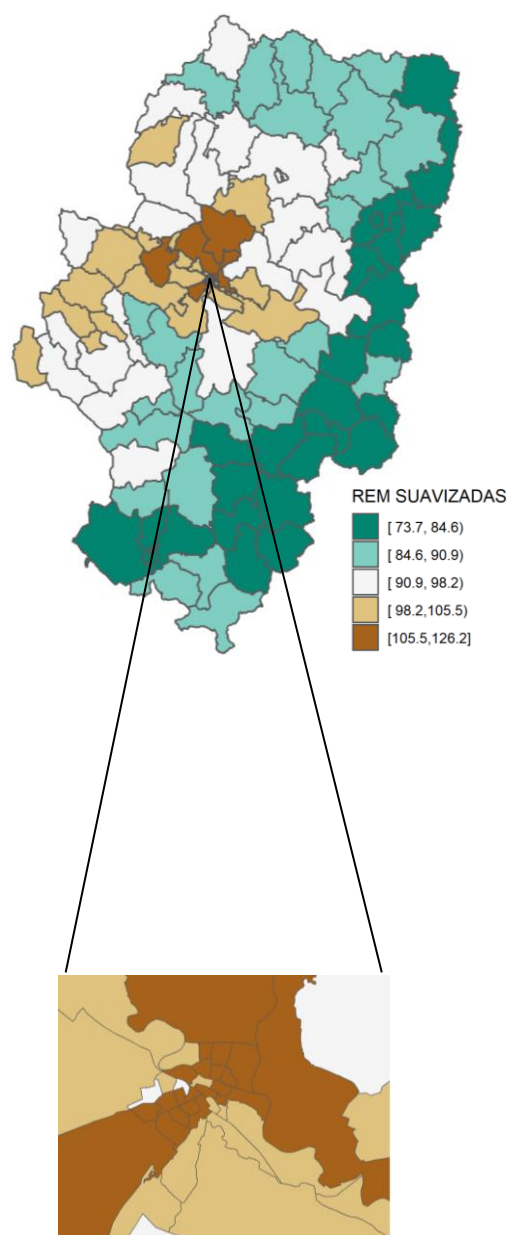 REM SUAVIZADAS
[ 73.7, 84.6)
[ 84.6, 90.9)
[ 90.9, 98.2)
[ 98.2,105.5)
[105.5,126.2]